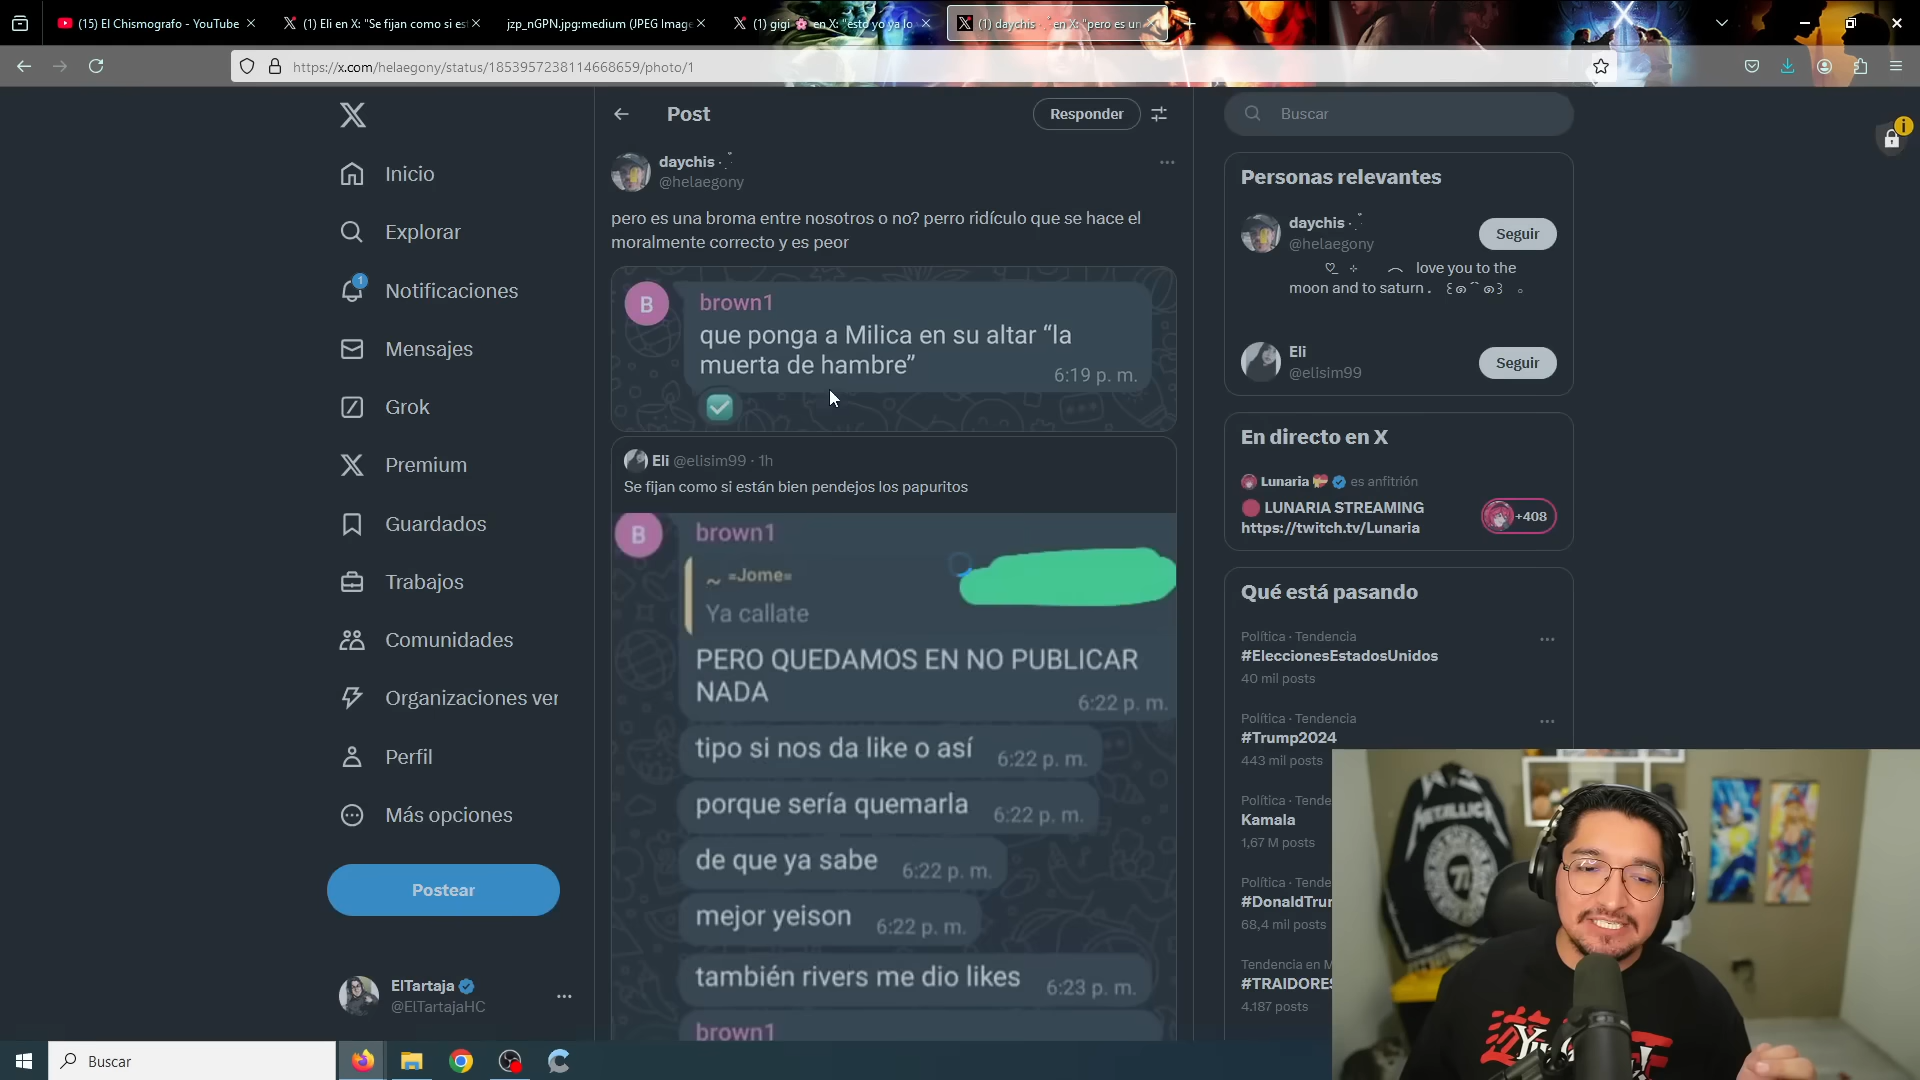 (15) El Chismografo - YouTube
(1) Eli en X: "Se fijan como si es
jzp_nGPN.jpg:medium (JPEG Image
(1) gigi 🌸 en X: "esto yo ya lo
(1) daychis · ֗ ִ en X: "pero es un
https://x.com/helaegony/status/1853957238114668659/photo/1
Post
Responder
Buscar
Inicio
Explorar
1
Notificaciones
Mensajes
Grok
Premium
Guardados
Trabajos
Comunidades
Organizaciones ver
Perfil
Más opciones
Postear
ElTartaja
@ElTartajaHC
daychis
@helaegony
pero es una broma entre nosotros o no? perro ridículo que se hace el
moralmente correcto y es peor
B
brown1
que ponga a Milica en su altar “la
muerta de hambre”
6:19 p. m.
Eli @elisim99 · 1h
Se fijan como si están bien pendejos los papuritos
B
brown1
~ =Jome=
Ya callate
PERO QUEDAMOS EN NO PUBLICAR
NADA
6:22 p. m.
tipo si nos da like o así 6:22 p. m.
porque sería quemarla 6:22 p. m.
de que ya sabe 6:22 p. m.
mejor yeison 6:22 p. m.
también rivers me dio likes 6:23 p. m.
brown1
Personas relevantes
daychis
@helaegony
Seguir
love you to the
moon and to saturn .
Eli
@elisim99
Seguir
En directo en X
Lunaria es anfitrión
LUNARIA STREAMING
https://twitch.tv/Lunaria
+408
Qué está pasando
Política · Tendencia
#EleccionesEstadosUnidos
40 mil posts
Política · Tendencia
#Trump2024
443 mil posts
Política · Tende
Kamala
1,67 M posts
Política · Tende
#DonaldTrur
68,4 mil posts
Tendencia en M
#TRAIDORES
4.187 posts
METALLICA
Buscar